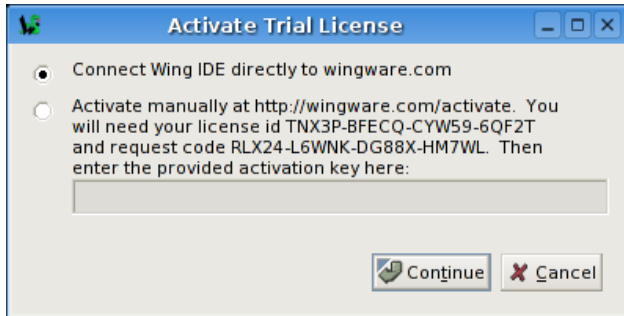 Activate Trial License
Connect Wing IDE directly to wingware.com
Activate manually at http://wingware.com/activate. You
will need your license id TNX3P-BFECQ-CYW59-6QF2T
and request code RLX24-L6WNK-DG88X-HM7WL. Then
enter the provided activation key here:
Continue Cancel